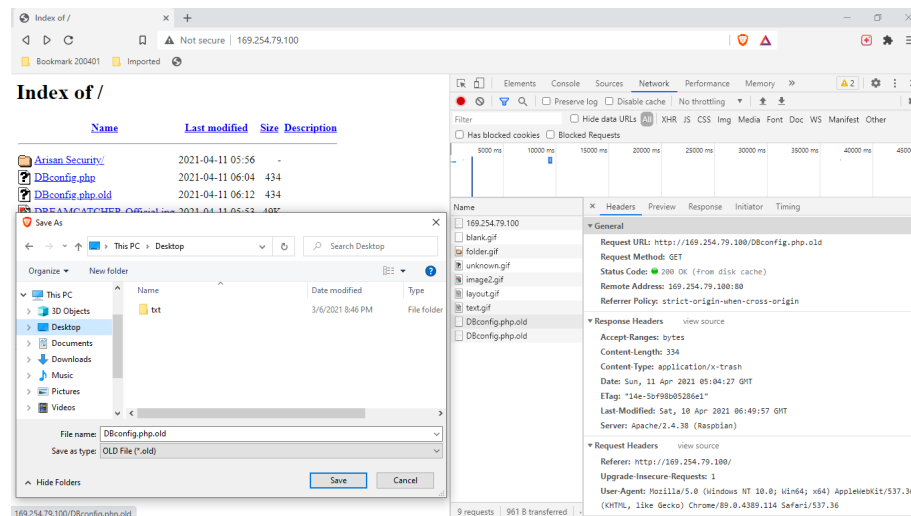 Index of /
Not secure 169.254.79.100
Bookmark 200401 Imported
Index of /
Name Last modified Size Description
Arisan Security/ 2021-04-11 05:56 -
DBconfig.php 2021-04-11 06:04 434
DBconfig.php.old 2021-04-11 06:12 434
DREAMCATCHER Official.jpg 2021-04-11 05:53 49K
Save As
This PC Desktop
Search Desktop
Organize New folder
This PC
3D Objects
Desktop
Documents
Downloads
Music
Pictures
Videos
Name Date modified Type
txt 3/6/2021 8:46 PM File folder
File name: DBconfig.php.old
Save as type: OLD File (*.old)
Hide Folders Save Cancel
169.254.79.100/DBconfig.php.old
Elements Console Sources Network Performance Memory 2
Preserve log Disable cache No throttling
Filter Hide data URLs All XHR JS CSS Img Media Font Doc WS Manifest Other
Has blocked cookies Blocked Requests
5000 ms 10000 ms 15000 ms 20000 ms 25000 ms 30000 ms 35000 ms 40000 ms 4500
Name
169.254.79.100
blank.gif
folder.gif
unknown.gif
image2.gif
layout.gif
text.gif
DBconfig.php.old
DBconfig.php.old
9 requests 961 B transferred
Headers Preview Response Initiator Timing
General
Request URL: http://169.254.79.100/DBconfig.php.old
Request Method: GET
Status Code: 200 OK (from disk cache)
Remote Address: 169.254.79.100:80
Referrer Policy: strict-origin-when-cross-origin
Response Headers view source
Accept-Ranges: bytes
Content-Length: 334
Content-Type: application/x-trash
Date: Sun, 11 Apr 2021 05:04:27 GMT
ETag: "14e-5bf98b05286e1"
Last-Modified: Sat, 10 Apr 2021 06:49:57 GMT
Server: Apache/2.4.38 (Raspbian)
Request Headers view source
Referer: http://169.254.79.100/
Upgrade-Insecure-Requests: 1
User-Agent: Mozilla/5.0 (Windows NT 10.0; Win64; x64) AppleWebKit/537.36
(KHTML, like Gecko) Chrome/89.0.4389.114 Safari/537.36